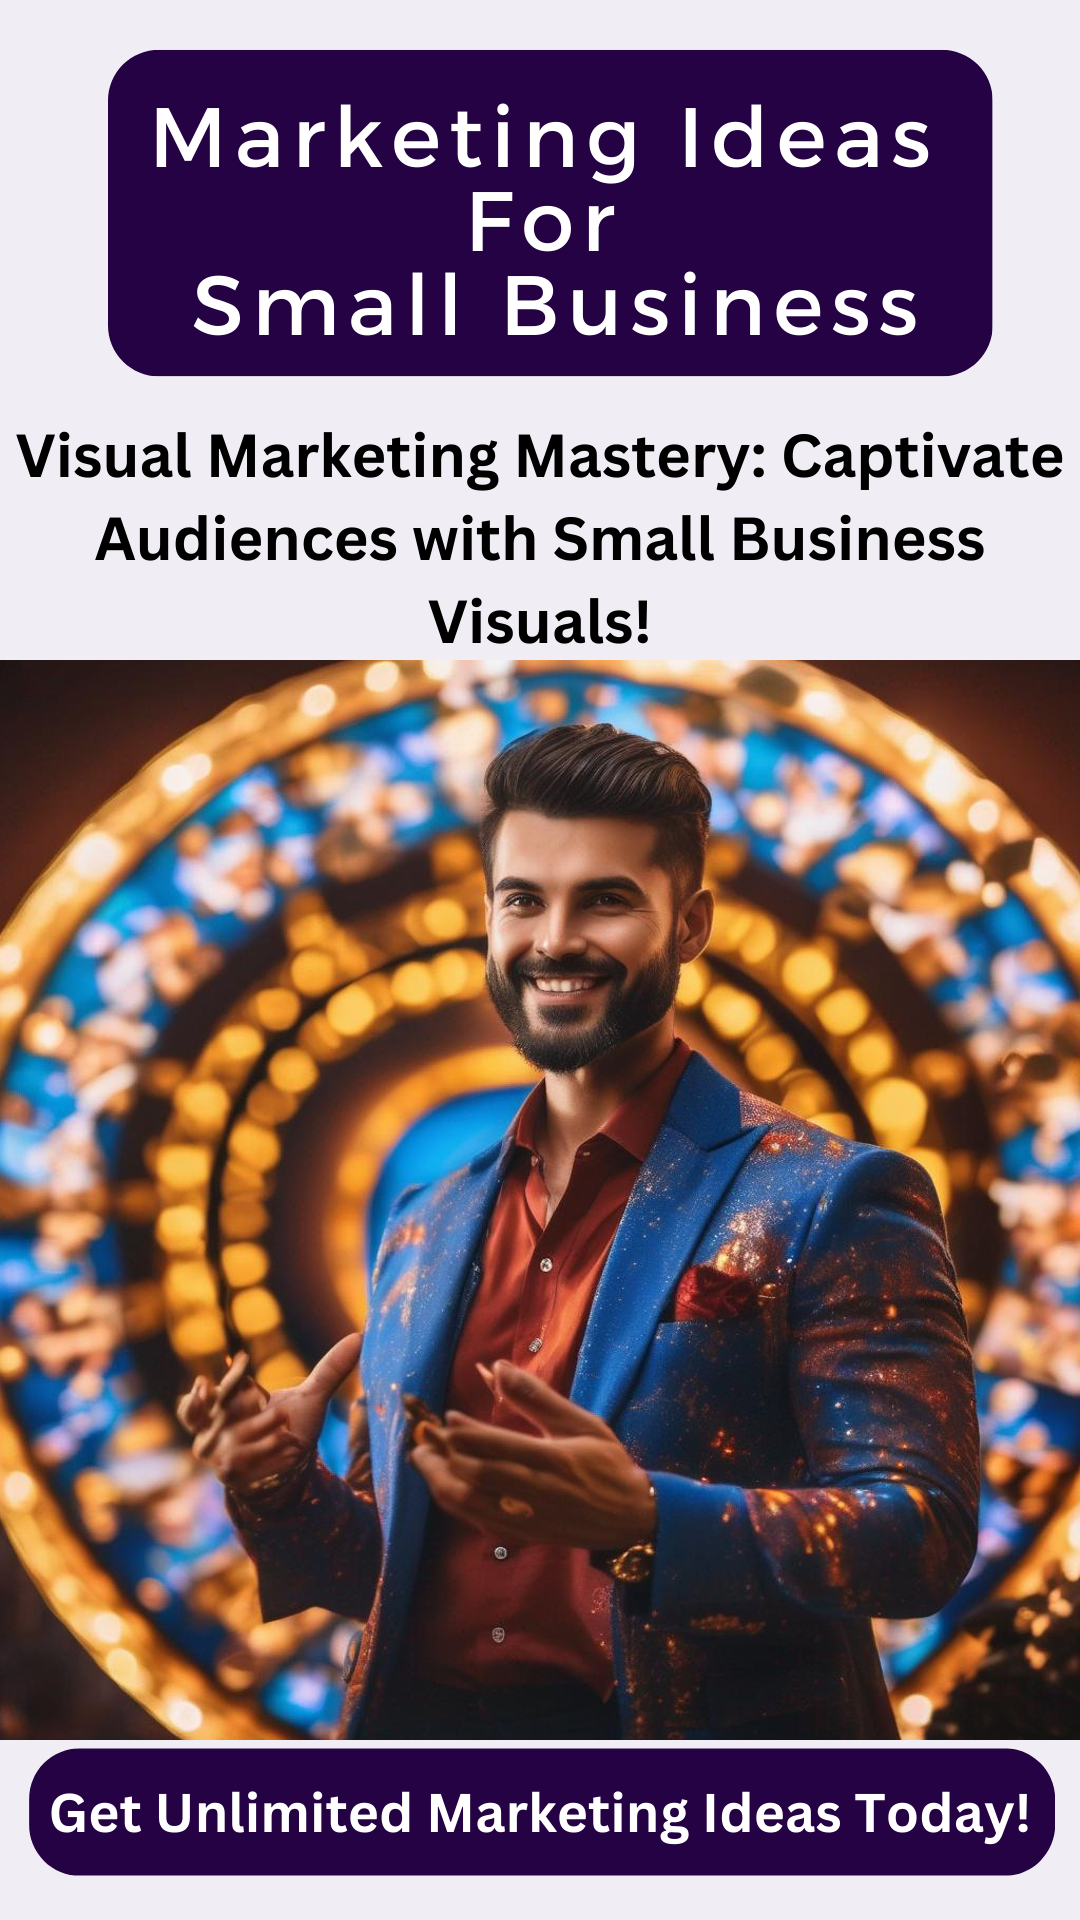 Marketing Ideas
For
Small Business
Visual Marketing Mastery: Captivate
Audiences with Small Business
Visuals!
Get Unlimited Marketing Ideas Today!